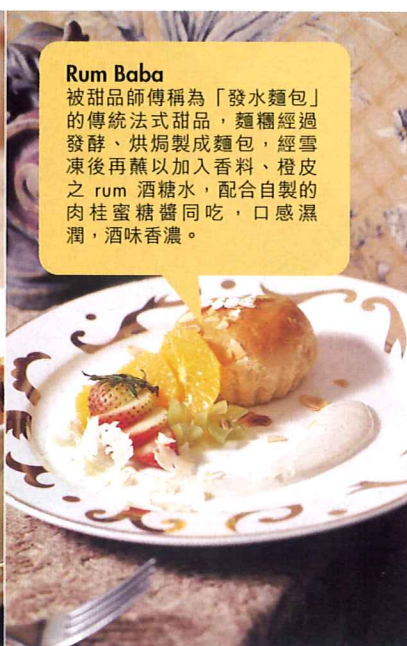 Rum Baba
被甜品師傅稱為「發水麵包」
的傳統法式甜品，麵糰經過
發酵、烘焗製成麵包，經雪
凍後再蘸以加入香料、橙皮
之 rum 酒糖水，配合自製的
肉桂蜜糖醬同吃，口感濕
潤，酒味香濃。